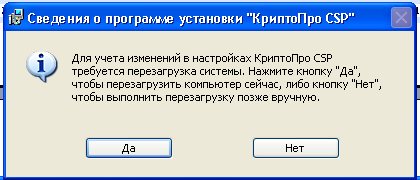 Сведения о программе установки "КриптоПро CSP"
Для учета изменений в настройках КриптоПро CSP
требуется перезагрузка системы. Нажмите кнопку "Да",
чтобы перезагрузить компьютер сейчас, либо кнопку "Нет",
чтобы выполнить перезагрузку позже вручную.
Да
Нет